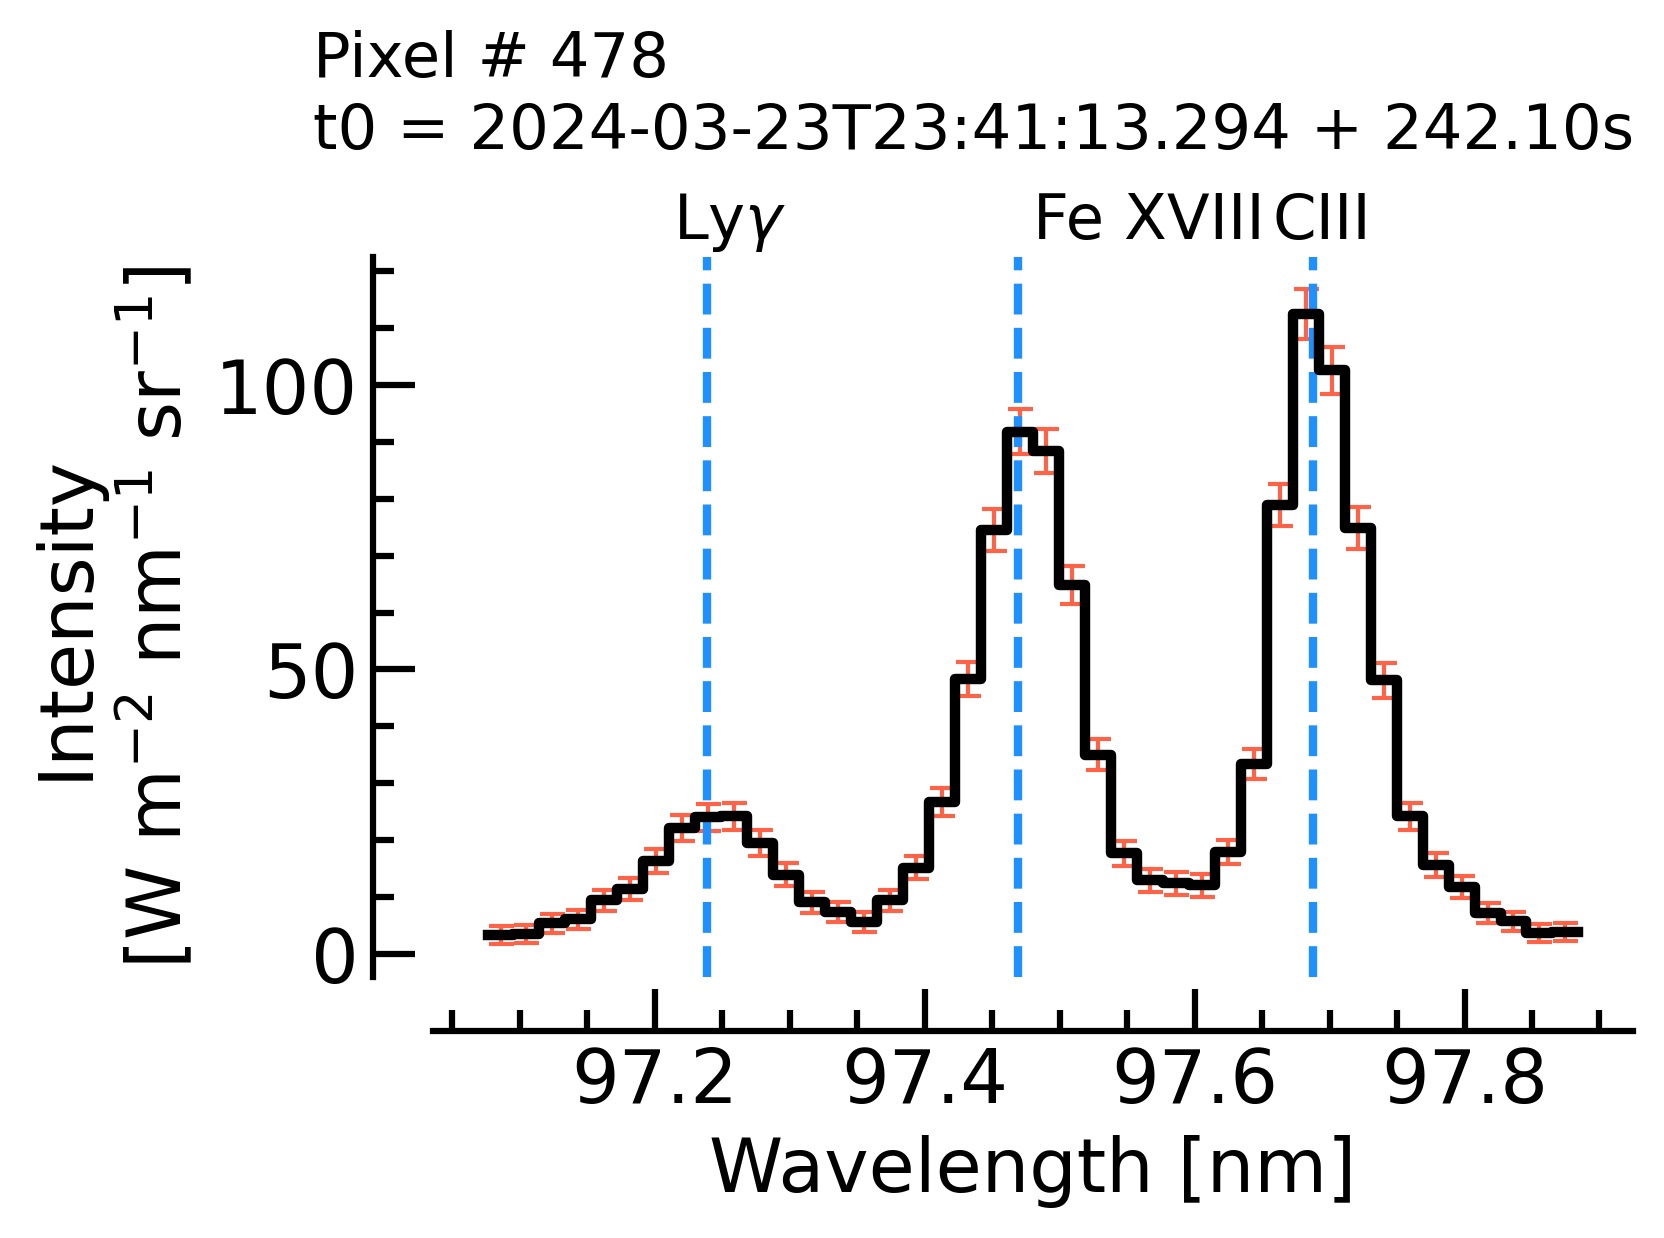 Pixel # 478
t0 = 2024-03-23T23:41:13.294 + 242.10s
Lyγ Fe XVIII CIII
Intensity
[W m⁻² nm⁻¹ sr⁻¹]
100
50
0
97.2 97.4 97.6 97.8
Wavelength [nm]